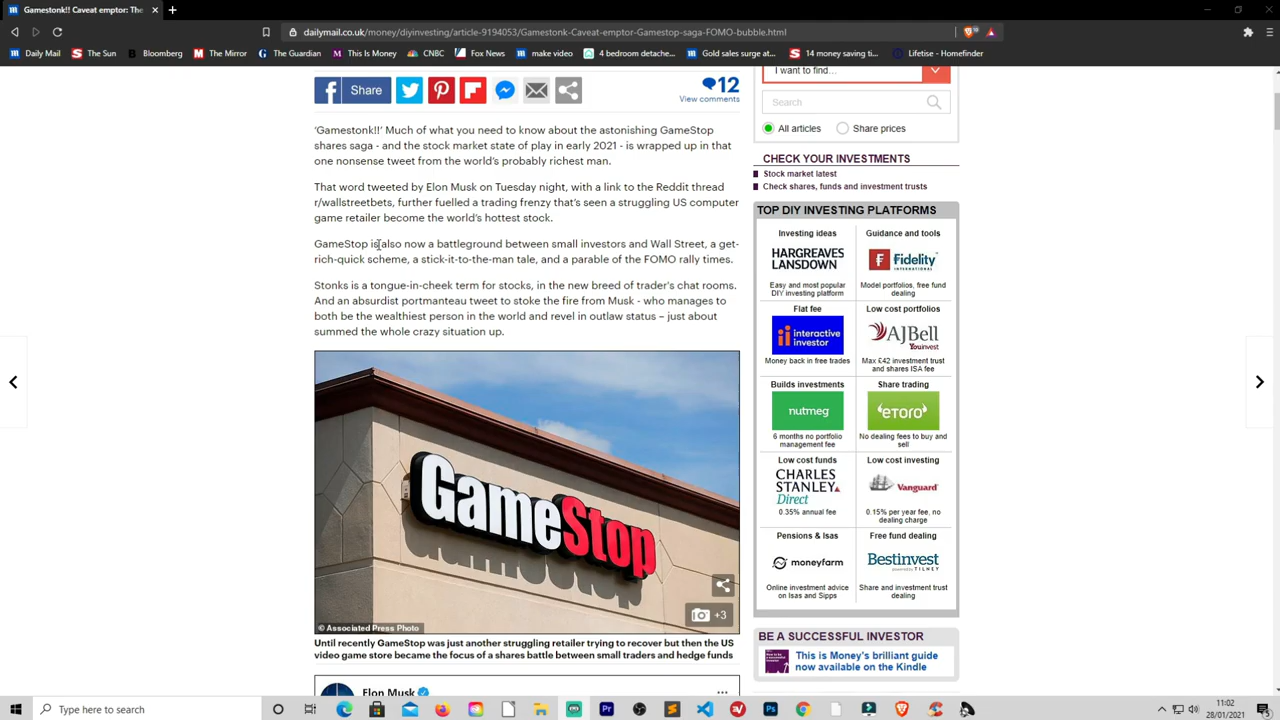 Gamestonk!! Caveat emptor: The
dailymail.co.uk/money/diyinvesting/article-9194053/Gamestonk-Caveat-emptor-Gamestop-saga-FOMO-bubble.html
Daily Mail The Sun Bloomberg The Mirror The Guardian This Is Money CNBC Fox News make video 4 bedroom detache... Gold sales surge at... 14 money saving ti... Lifetise - Homefinder
Share
12
View comments
'Gamestonk!!' Much of what you need to know about the astonishing GameStop
shares saga - and the stock market state of play in early 2021 - is wrapped up in that
one nonsense tweet from the world's probably richest man.
That word tweeted by Elon Musk on Tuesday night, with a link to the Reddit thread
r/wallstreetbets, further fuelled a trading frenzy that's seen a struggling US computer
game retailer become the world's hottest stock.
GameStop is also now a battleground between small investors and Wall Street, a get-
rich-quick scheme, a stick-it-to-the-man tale, and a parable of the FOMO rally times.
Stonks is a tongue-in-cheek term for stocks, in the new breed of trader's chat rooms.
And an absurdist portmanteau tweet to stoke the fire from Musk - who manages to
both be the wealthiest person in the world and revel in outlaw status – just about
summed the whole crazy situation up.
GameStop
+3
© Associated Press Photo
Until recently GameStop was just another struggling retailer trying to recover but then the US
video game store became the focus of a shares battle between small traders and hedge funds
Elon Musk
I want to find...
Search
All articles Share prices
CHECK YOUR INVESTMENTS
Stock market latest
Check shares, funds and investment trusts
TOP DIY INVESTING PLATFORMS
Investing ideas
HARGREAVES
LANSDOWN
Easy and most popular
DIY investing platform
Guidance and tools
Fidelity
INTERNATIONAL
Model portfolios, free fund
dealing
Flat fee
interactive
investor
Money back in free trades
Low cost portfolios
AJBell
Youinvest
Max £42 investment trust
and shares ISA fee
Builds investments
nutmeg
6 months no portfolio
management fee
Share trading
eToro
No dealing fees to buy and
sell
Low cost funds
CHARLES
STANLEY
Direct
0.35% annual fee
Low cost investing
Vanguard
0.15% per year fee, no
dealing charge
Pensions & Isas
moneyfarm
Online investment advice
on Isas and Sipps
Free fund dealing
Bestinvest
powered by TILNEY
Share and investment trust
dealing
BE A SUCCESSFUL INVESTOR
This is Money's brilliant guide
now available on the Kindle
Type here to search
11:02
28/01/2021